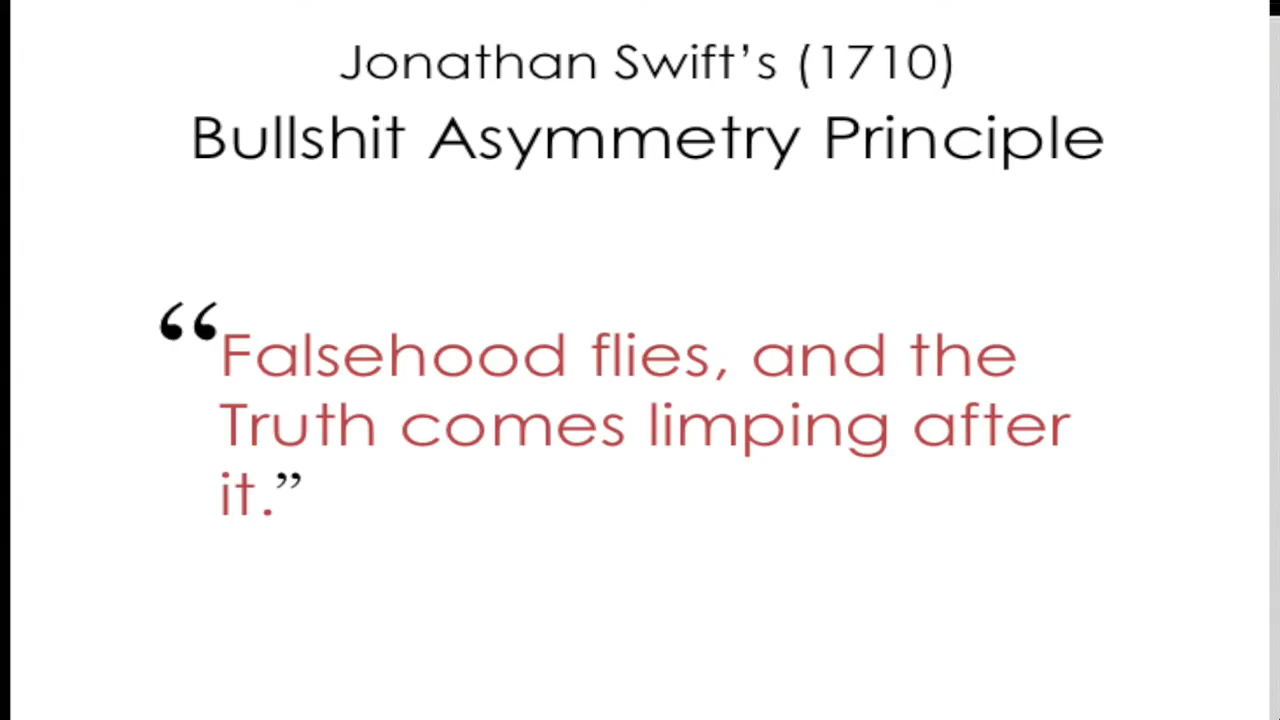 Jonathan Swift’s (1710)
Bullshit Asymmetry Principle
“Falsehood flies, and the
Truth comes limping after
it.”